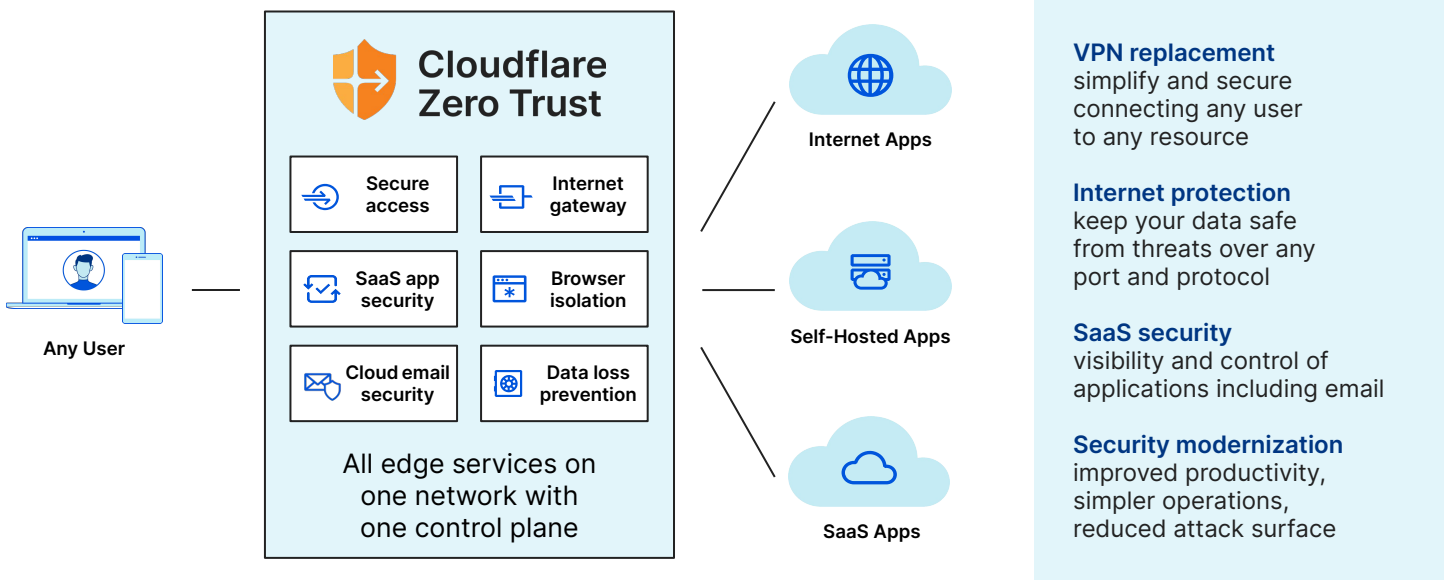 Any User
Cloudflare
Zero Trust
Secure
access
Internet
gateway
SaaS app
security
Browser
isolation
Cloud email
security
Data loss
prevention
All edge services on
one network with
one control plane
Internet Apps
Self-Hosted Apps
SaaS Apps
VPN replacement
simplify and secure
connecting any user
to any resource
Internet protection
keep your data safe
from threats over any
port and protocol
SaaS security
visibility and control of
applications including email
Security modernization
improved productivity,
simpler operations,
reduced attack surface